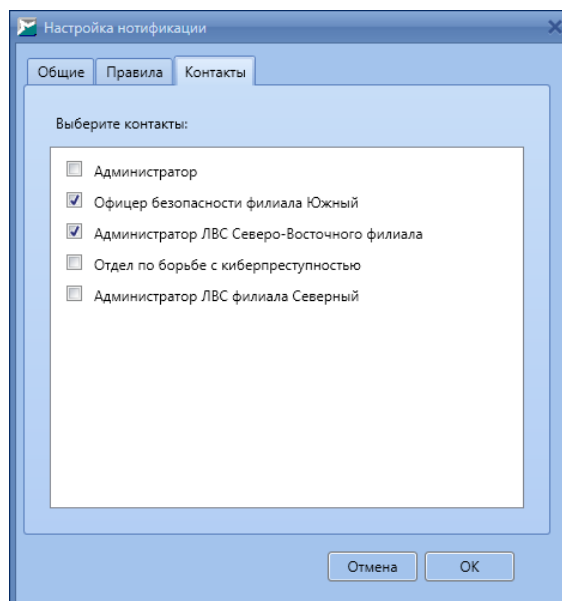 Настройка нотификации
Общие Правила Контакты
Выберите контакты:
Администратор
Офицер безопасности филиала Южный
Администратор ЛВС Северо-Восточного филиала
Отдел по борьбе с киберпреступностью
Администратор ЛВС филиала Северный
Отмена ОК